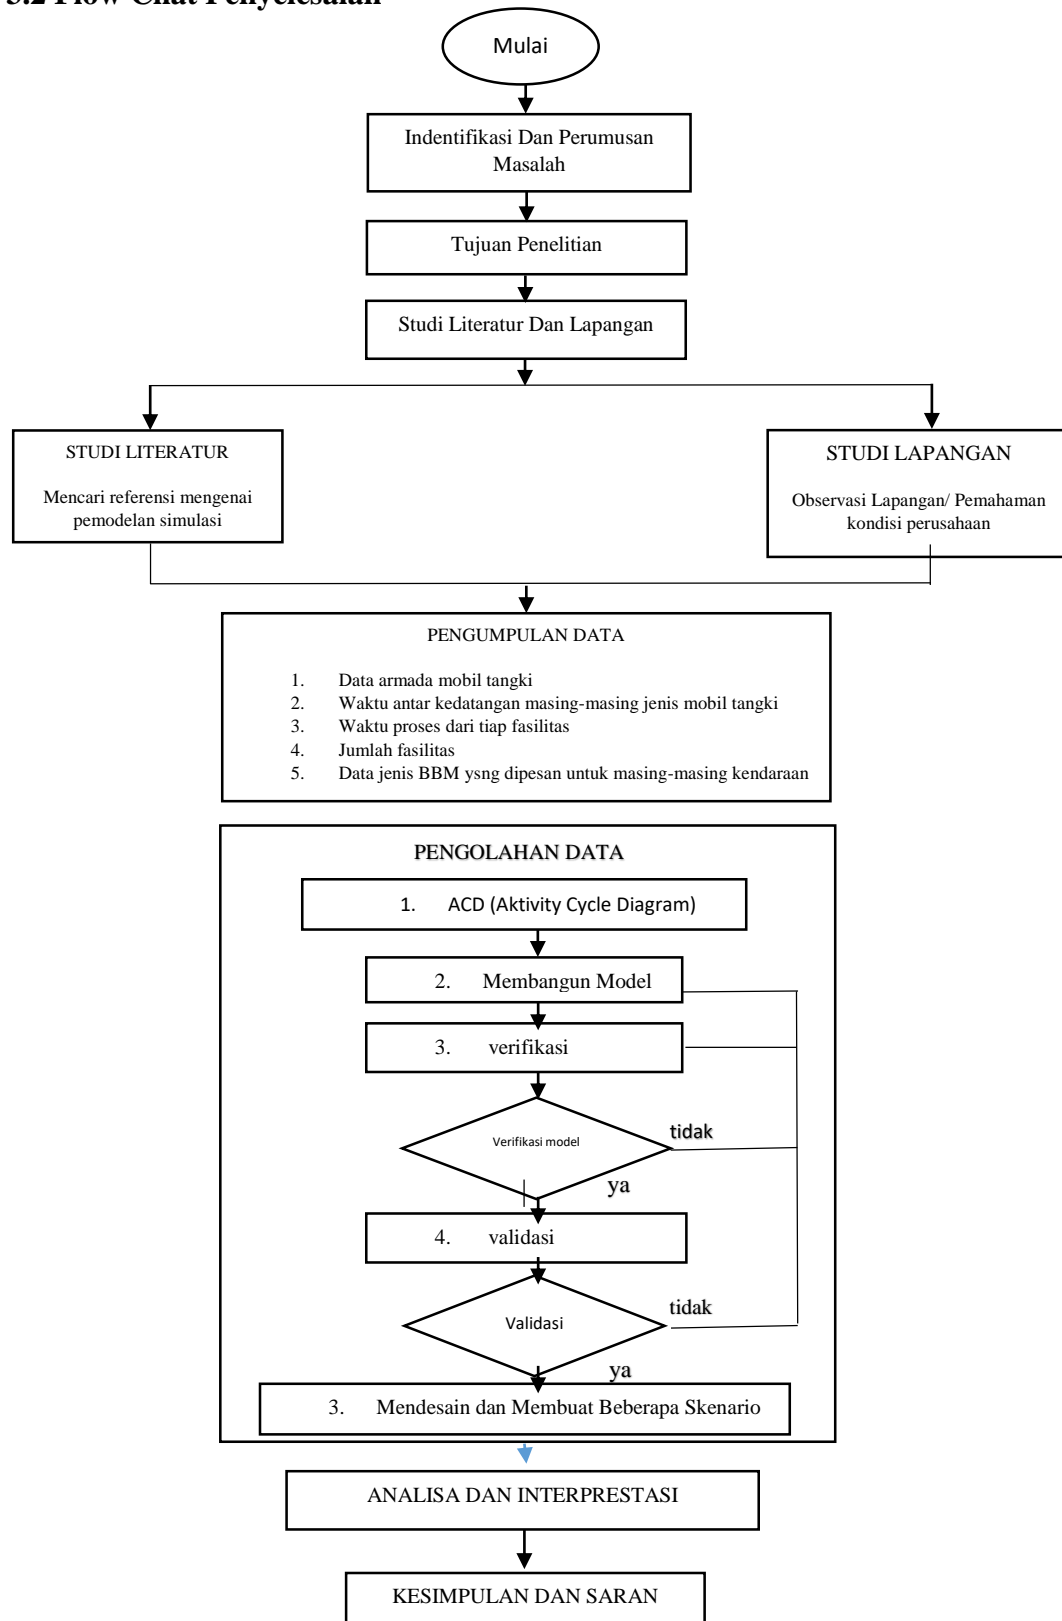 3.2 Flow Chat Penyelesaian
Mulai
Indentifikasi Dan Perumusan
Masalah
Tujuan Penelitian
Studi Literatur Dan Lapangan
STUDI LITERATUR
Mencari referensi mengenai
pemodelan simulasi
STUDI LAPANGAN
Observasi Lapangan/ Pemahaman
kondisi perusahaan
PENGUMPULAN DATA
1. Data armada mobil tangki
2. Waktu antar kedatangan masing-masing jenis mobil tangki
3. Waktu proses dari tiap fasilitas
4. Jumlah fasilitas
5. Data jenis BBM ysng dipesan untuk masing-masing kendaraan
PENGOLAHAN DATA
1. ACD (Aktivity Cycle Diagram)
2. Membangun Model
3. verifikasi
Verifikasi model
tidak
ya
4. validasi
Validasi
tidak
ya
3. Mendesain dan Membuat Beberapa Skenario
ANALISA DAN INTERPRESTASI
KESIMPULAN DAN SARAN